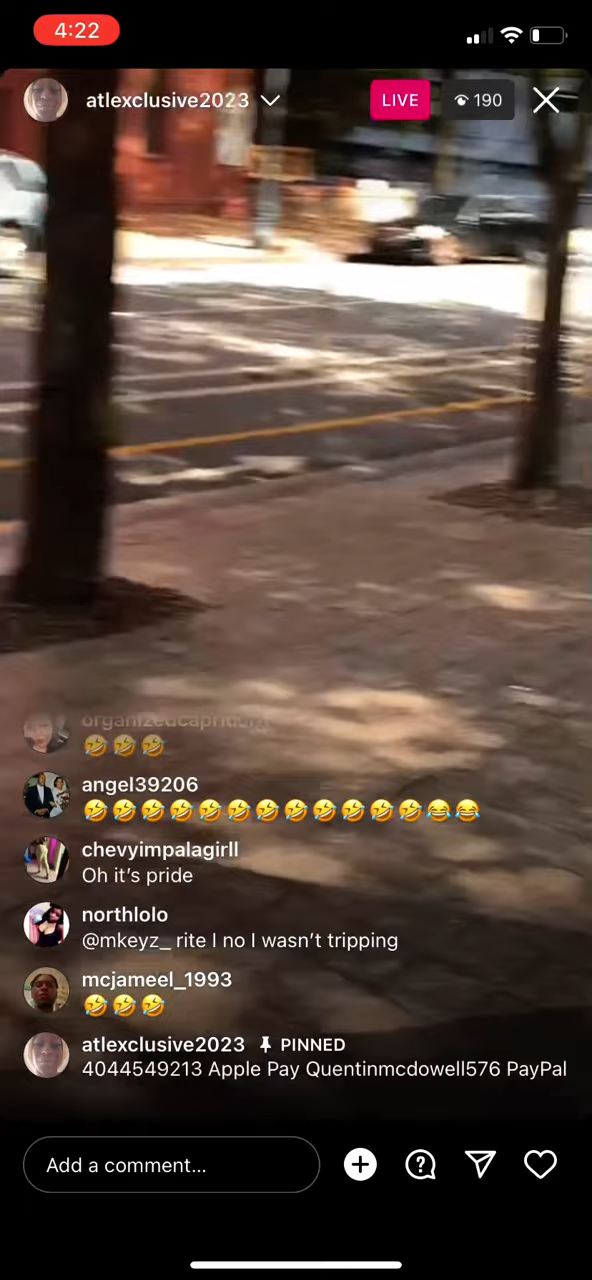 4:22
atlexclusive2023
LIVE
190
🤣🤣🤣
angel39206
🤣🤣🤣🤣🤣🤣🤣🤣🤣🤣🤣🤣😂😂
chevyimpalagirll
Oh it's pride
northlolo
@mkeyz_ rite I no I wasn't tripping
mcjameel_1993
🤣🤣🤣
atlexclusive2023 PINNED
4044549213 Apple Pay Quentinmcdowell576 PayPal
Add a comment...